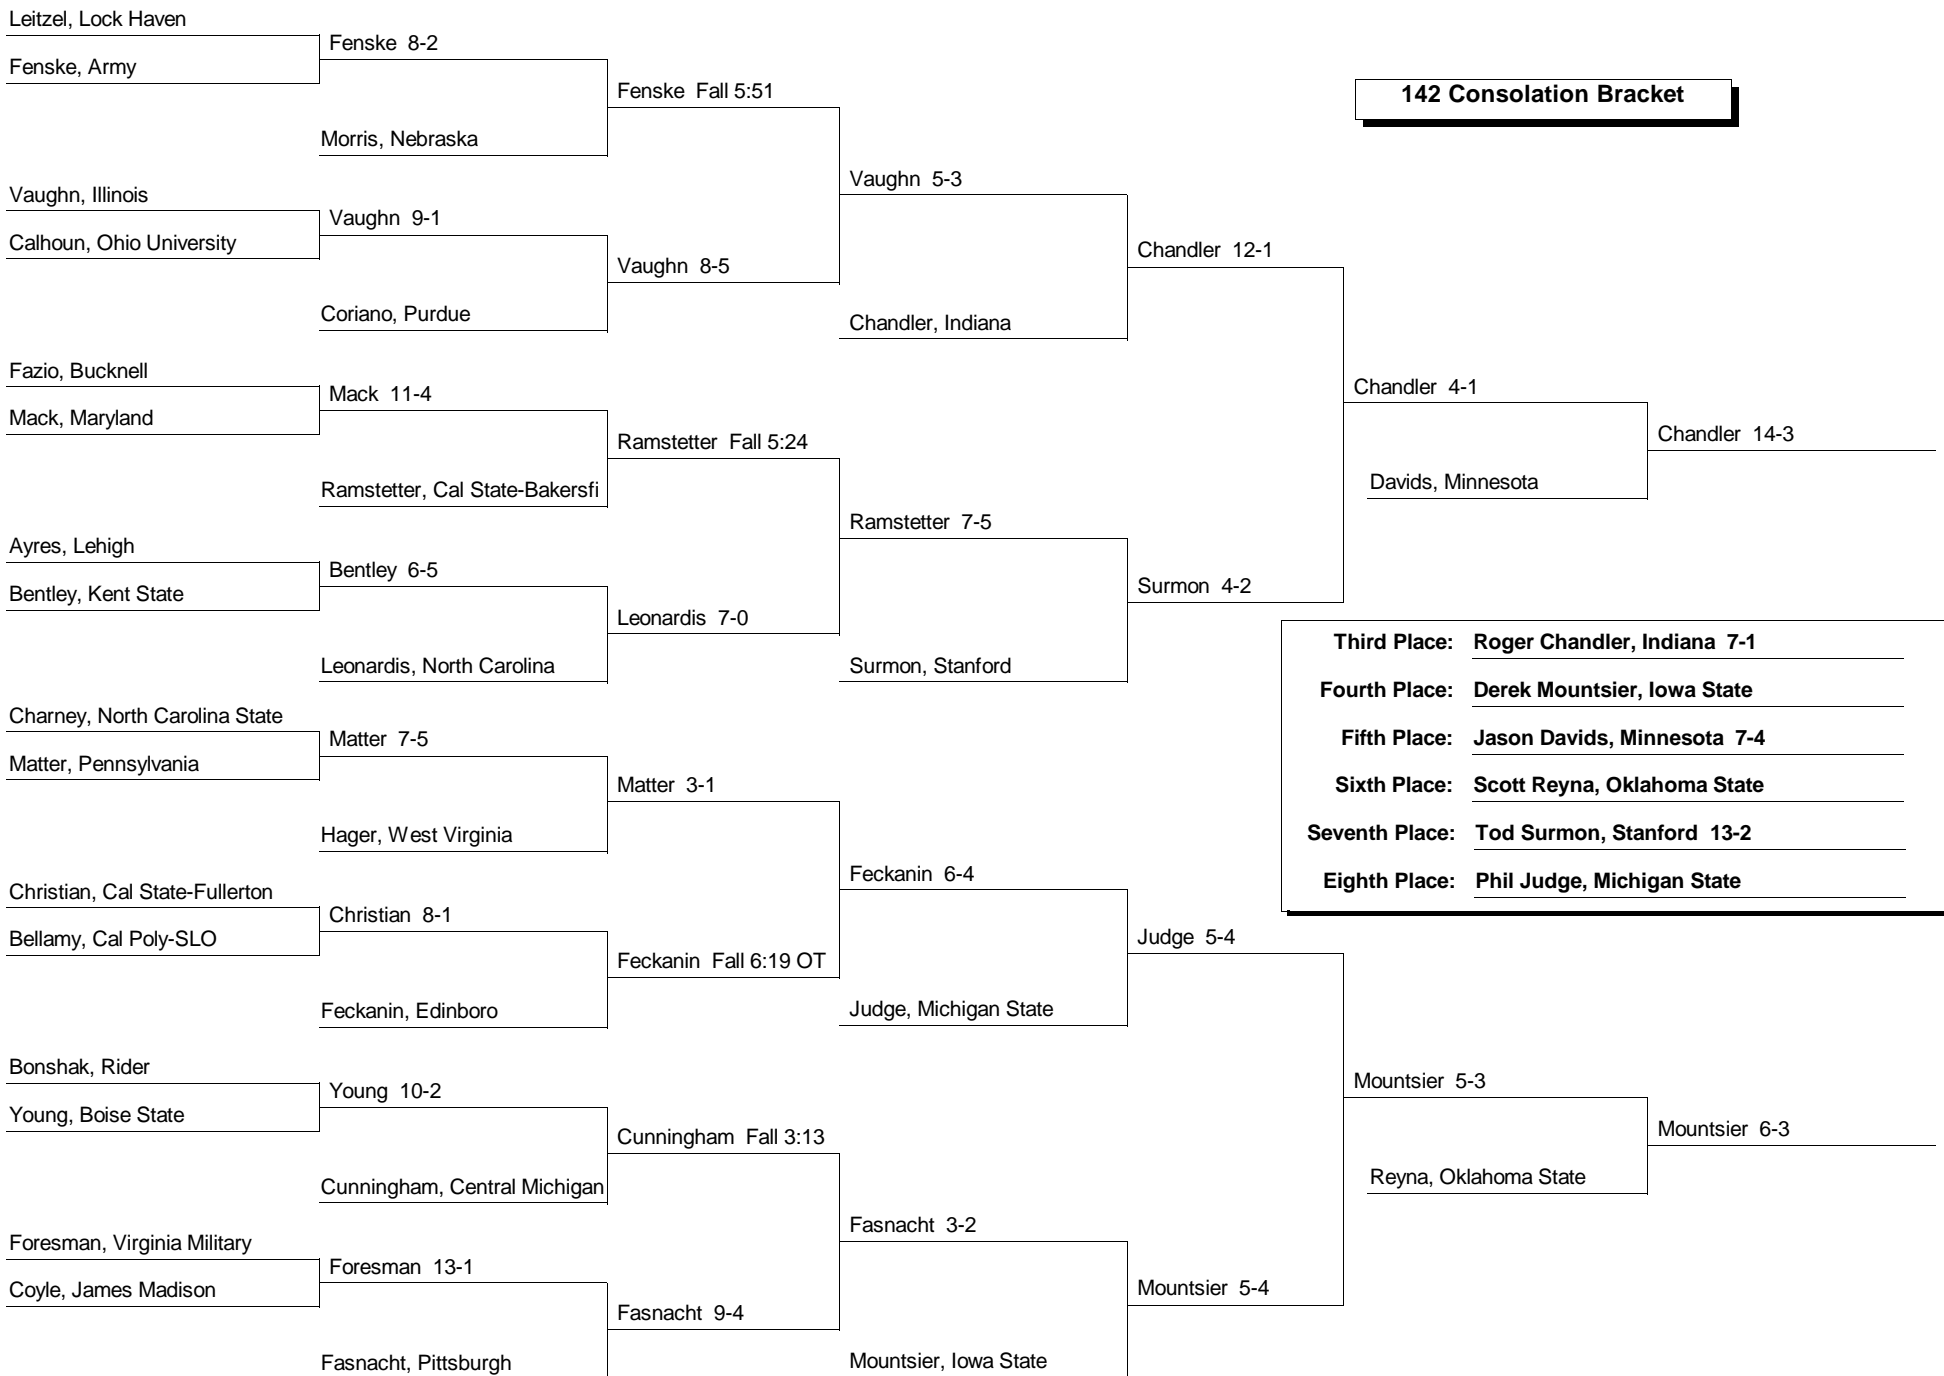 Leitzel, Lock Haven
Fenske 8-2
Fenske, Army
Fenske Fall 5:51
142 Consolation Bracket
Morris, Nebraska
Vaughn 5-3
Vaughn, Illinois
Vaughn 9-1
Calhoun, Ohio University
Chandler 12-1
Vaughn 8-5
Coriano, Purdue
Chandler, Indiana
Fazio, Bucknell
Mack 11-4
Chandler 4-1
Mack, Maryland
Ramstetter Fall 5:24
Chandler 14-3
Ramstetter, Cal State-Bakersfi
Davids, Minnesota
Ramstetter 7-5
Ayres, Lehigh
Bentley 6-5
Bentley, Kent State
Surmon 4-2
Leonardis 7-0
Leonardis, North Carolina
Surmon, Stanford
Third Place: Roger Chandler, Indiana 7-1
Fourth Place: Derek Mountsier, Iowa State
Fifth Place: Jason Davids, Minnesota 7-4
Sixth Place: Scott Reyna, Oklahoma State
Seventh Place: Tod Surmon, Stanford 13-2
Eighth Place: Phil Judge, Michigan State
Charney, North Carolina State
Matter 7-5
Matter, Pennsylvania
Matter 3-1
Hager, West Virginia
Feckanin 6-4
Christian, Cal State-Fullerton
Christian 8-1
Bellamy, Cal Poly-SLO
Judge 5-4
Feckanin Fall 6:19 OT
Feckanin, Edinboro
Judge, Michigan State
Bonshak, Rider
Young 10-2
Mountsier 5-3
Young, Boise State
Cunningham Fall 3:13
Mountsier 6-3
Cunningham, Central Michigan
Reyna, Oklahoma State
Fasnacht 3-2
Foresman, Virginia Military
Foresman 13-1
Coyle, James Madison
Mountsier 5-4
Fasnacht 9-4
Fasnacht, Pittsburgh
Mountsier, Iowa State